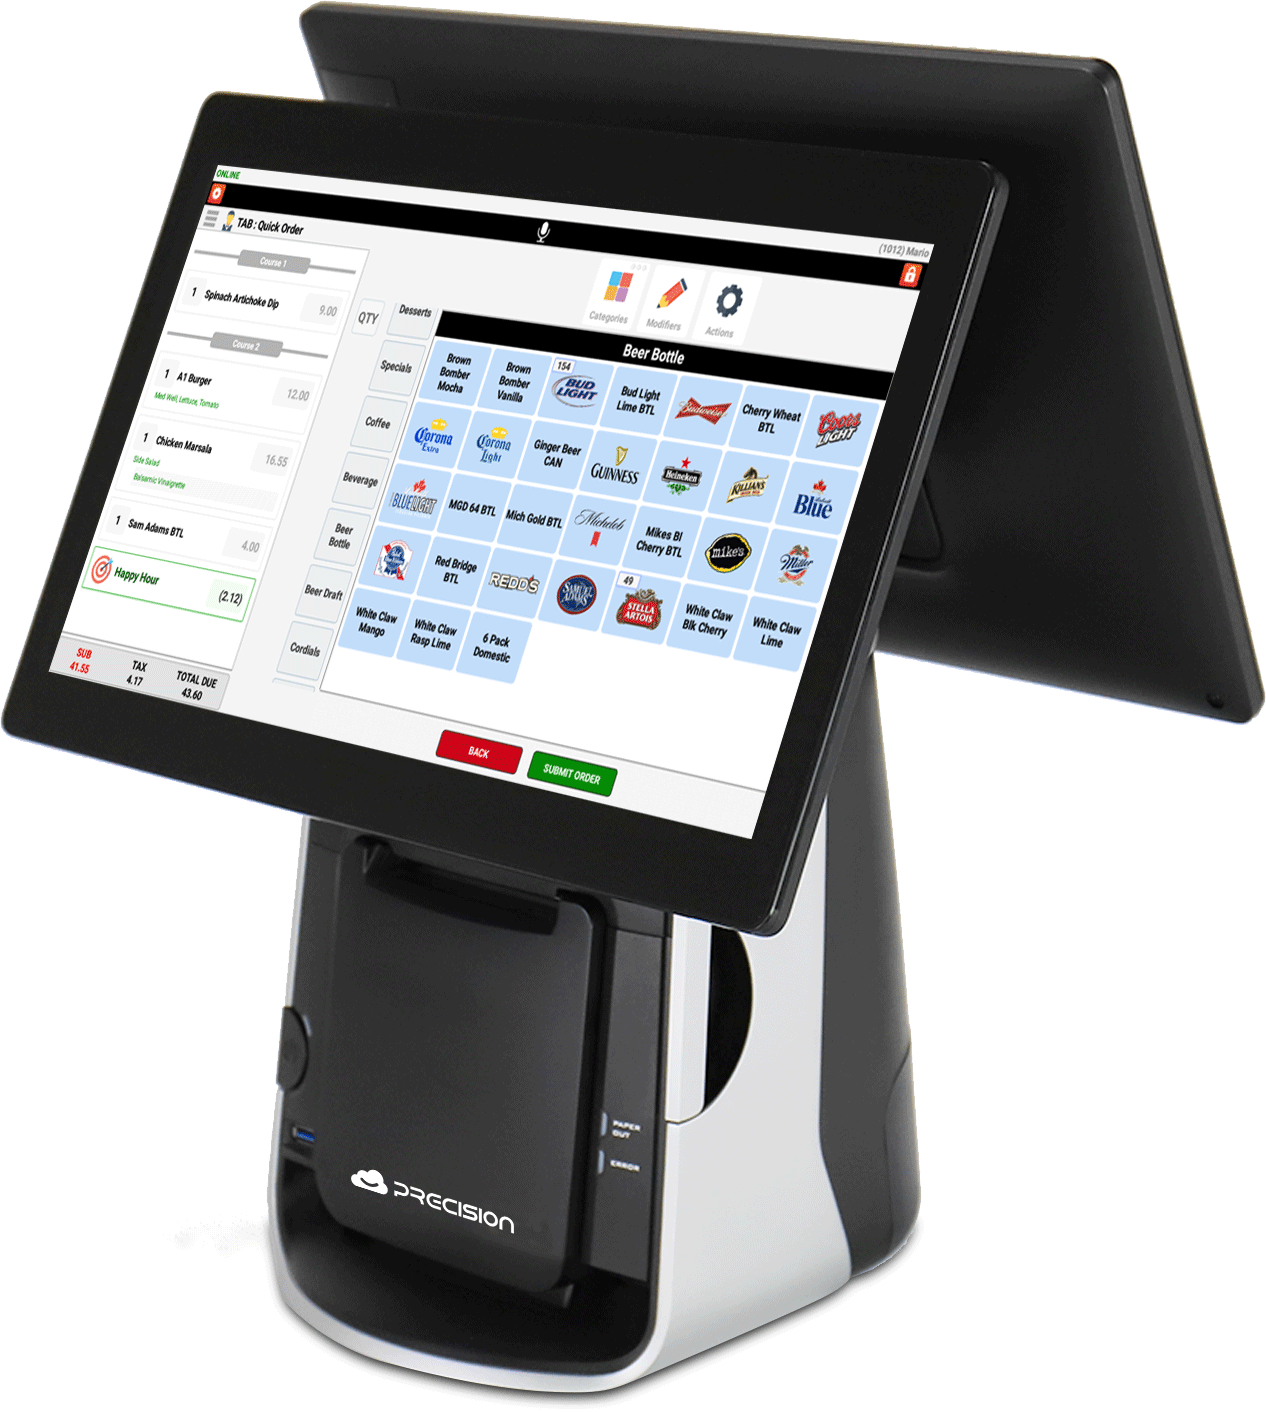 ONLINE
(1012) Mario
TAB : Quick Order
Course 1
1 Spinach Artichoke Dip 9.00
Course 2
1 A1 Burger 12.00
Med Well, Lettuce, Tomato
1 Chicken Marsala 16.55
Side Salad
Balsamic Vinaigrette
1 Sam Adams BTL 4.00
Happy Hour (2.12)
SUB
41.55
TAX
4.17
TOTAL DUE
43.60
QTY
Desserts
Specials
Coffee
Beverage
Beer
Bottle
Beer Draft
Cordials
Categories
Modifiers
Actions
Beer Bottle
Brown
Bomber
Mocha
Brown
Bomber
Vanilla
154
BUD
LIGHT
Bud Light
Lime BTL
Budweiser
Cherry Wheat
BTL
Coors
LIGHT
Corona
Extra
Corona
Light
Ginger Beer
CAN
GUINNESS
Heineken
KILLIAN'S
Blue
BLUE LIGHT
MGD 64 BTL
Mich Gold BTL
Michelob
Mikes Bl
Cherry BTL
mike's
Miller
Red Bridge
BTL
REDD'S
SAMUEL
ADAMS
49
STELLA
ARTOIS
White Claw
Blk Cherry
White Claw
Lime
White Claw
Mango
White Claw
Rasp Lime
6 Pack
Domestic
BACK
SUBMIT ORDER
PAPER
OUT
ERROR
PRECISION